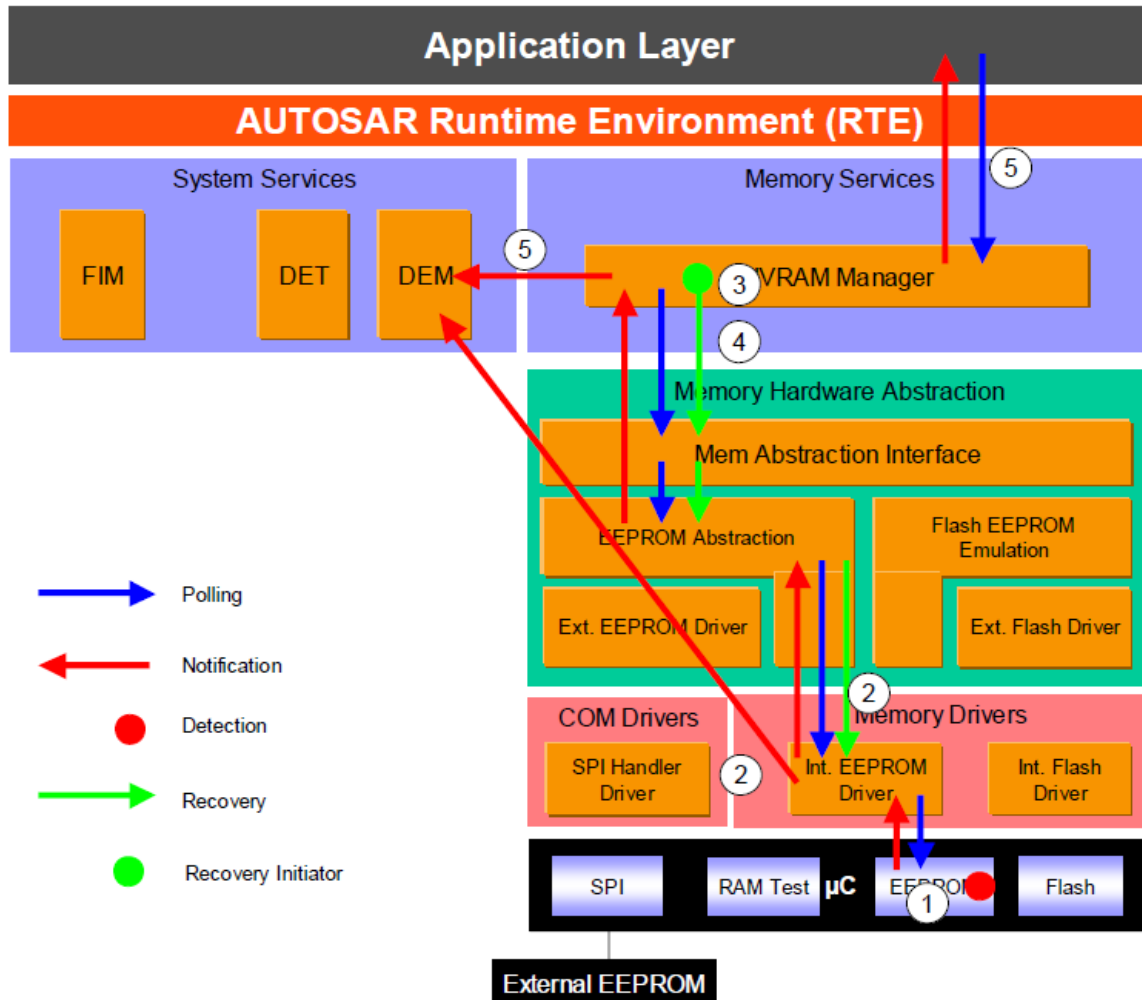 Application Layer
AUTOSAR Runtime Environment (RTE)
System Services
Memory Services
5
FIM
DET
DEM
5
3
VRAM Manager
4
Memory Hardware Abstraction
Mem Abstraction Interface
EEPROM Abstraction
Flash EEPROM
Emulation
Ext. EEPROM Driver
Ext. Flash Driver
Polling
Notification
Detection
Recovery
Recovery Initiator
2
COM Drivers
Memory Drivers
SPI Handler
Driver
2
Int. EEPROM
Driver
Int. Flash
Driver
SPI
RAM Test
µC
EEPROM
1
Flash
External EEPROM